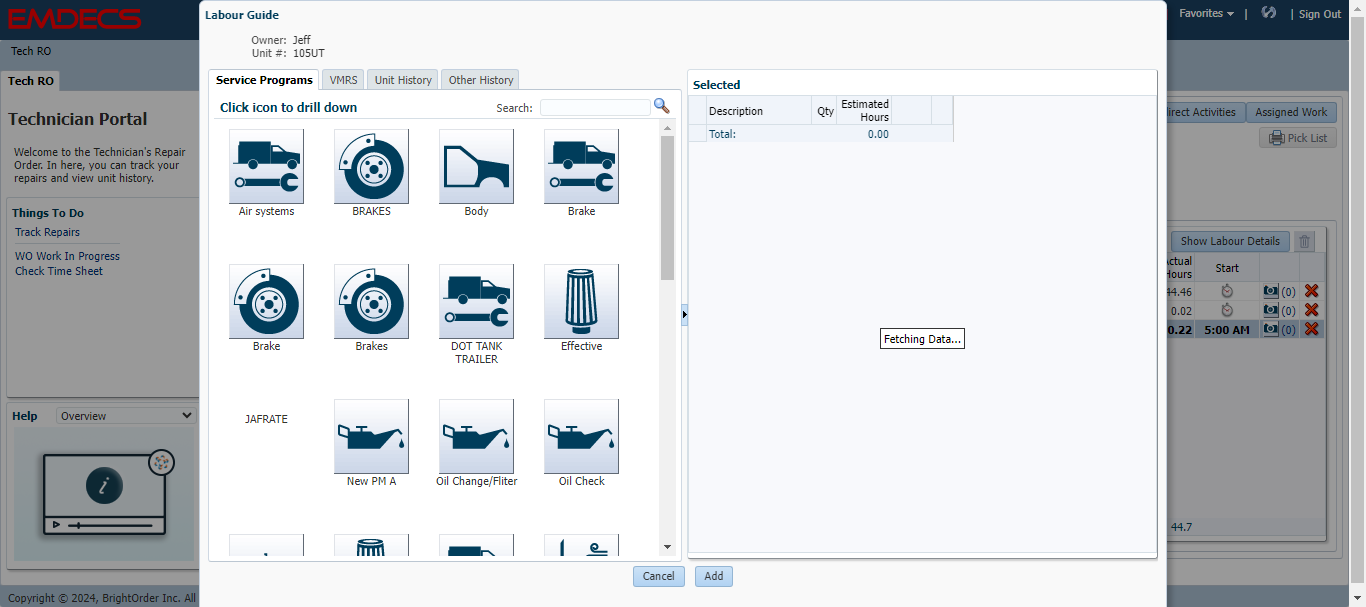 EMDECS
Favorites
|
| Sign Out
Tech RO
Tech RO
Technician Portal
Welcome to the Technician's Repair
Order. In here, you can track your
repairs and view unit history.
Things To Do
Track Repairs
WO Work In Progress
Check Time Sheet
Help Overview
i
Copyright © 2024, BrightOrder Inc. All
Labour Guide
Owner: Jeff
Unit #: 105UT
Service Programs VMRS Unit History Other History
Click icon to drill down Search:
Air systems BRAKES Body Brake
Brake Brakes DOT TANK Effective
TRAILER
JAFRATE New PM A Oil Change/Fliter Oil Check
Selected
Description Qty Estimated
Hours
Total: 0.00
Fetching Data...
Cancel Add
Activities Assigned Work
Pick List
Show Labour Details
Hours Start
44.46 (0)
0.02 (0)
0.22 5:00 AM (0)
44.7